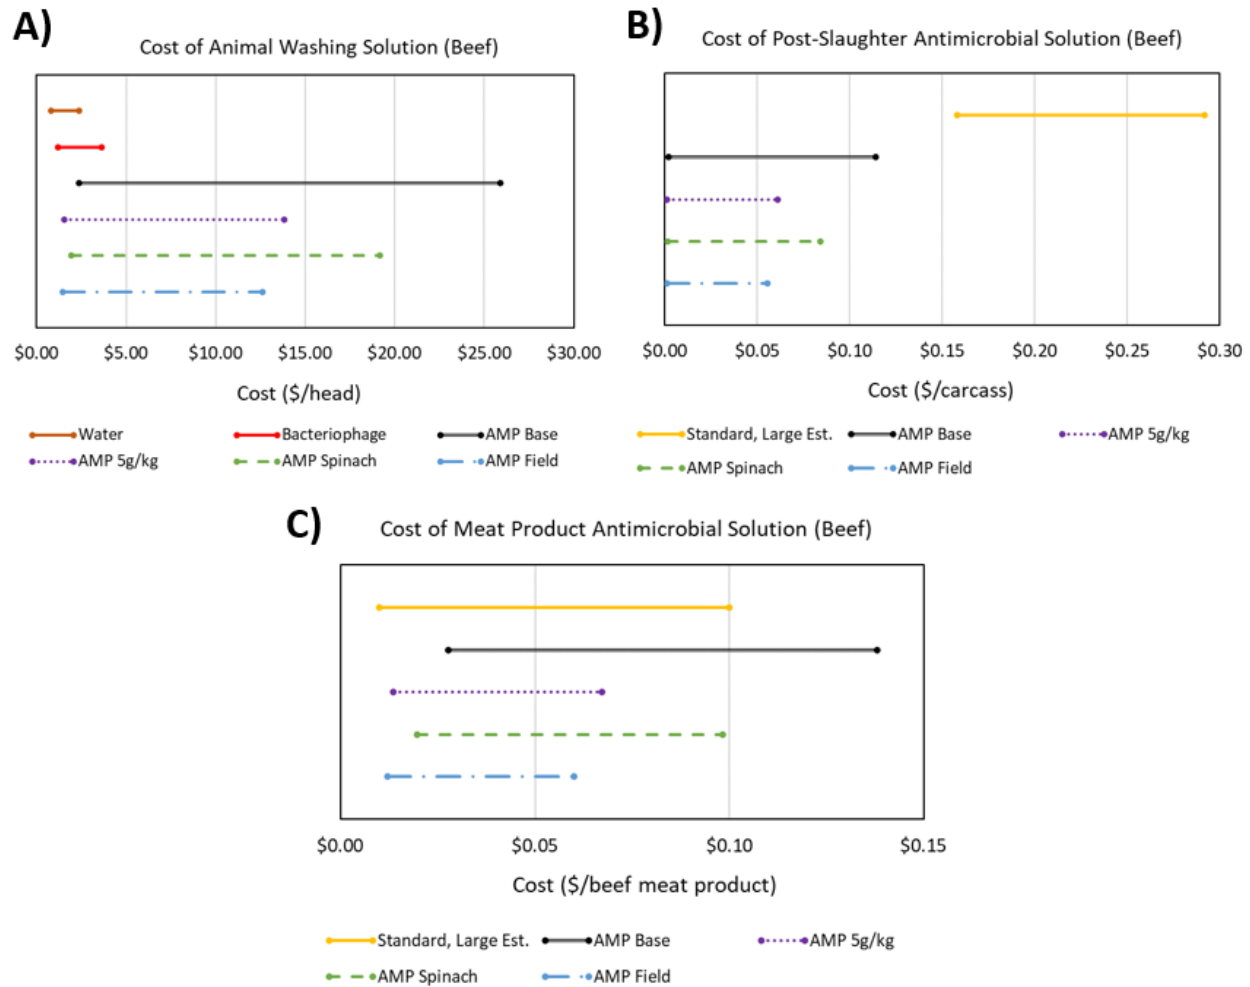 A)
Cost of Animal Washing Solution (Beef)
$0.00 $5.00 $10.00 $15.00 $20.00 $25.00 $30.00
Cost ($/head)
Water Bacteriophage AMP Base
AMP 5g/kg AMP Spinach AMP Field
B)
Cost of Post-Slaughter Antimicrobial Solution (Beef)
$0.00 $0.05 $0.10 $0.15 $0.20 $0.25 $0.30
Cost ($/carcass)
Standard, Large Est. AMP Base AMP 5g/kg
AMP Spinach AMP Field
C)
Cost of Meat Product Antimicrobial Solution (Beef)
$0.00 $0.05 $0.10 $0.15
Cost ($/beef meat product)
Standard, Large Est. AMP Base AMP 5g/kg
AMP Spinach AMP Field